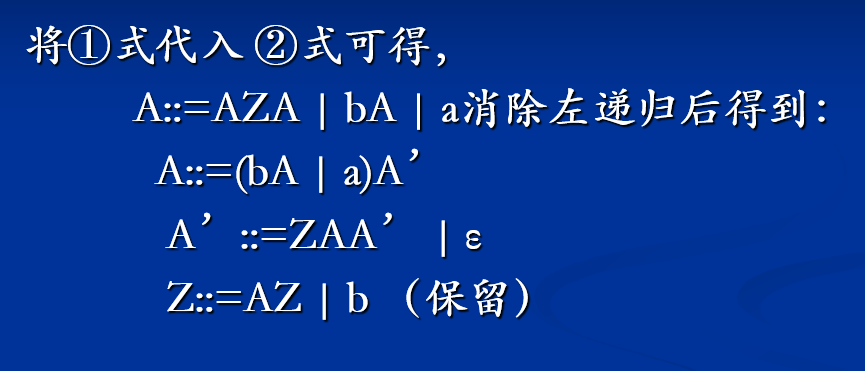 将①式代入②式可得，
A::=AZA | bA | a消除左递归后得到：
A::=(bA | a)A’
A’ ::=ZAA’ | ε
Z::=AZ | b （保留）